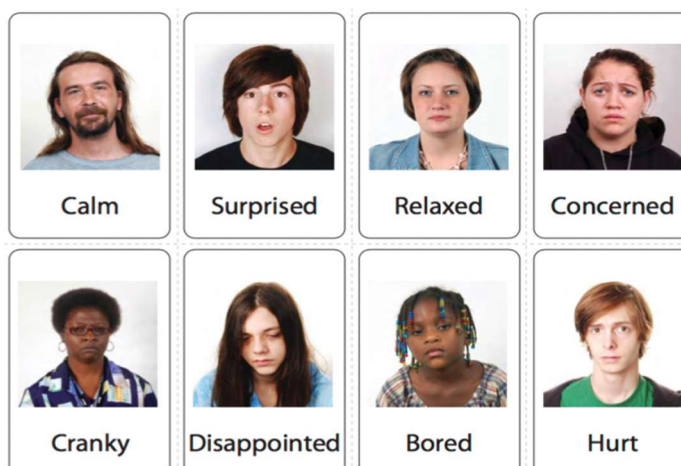 Calm
Surprised
Relaxed
Concerned
Cranky
Disappointed
Bored
Hurt